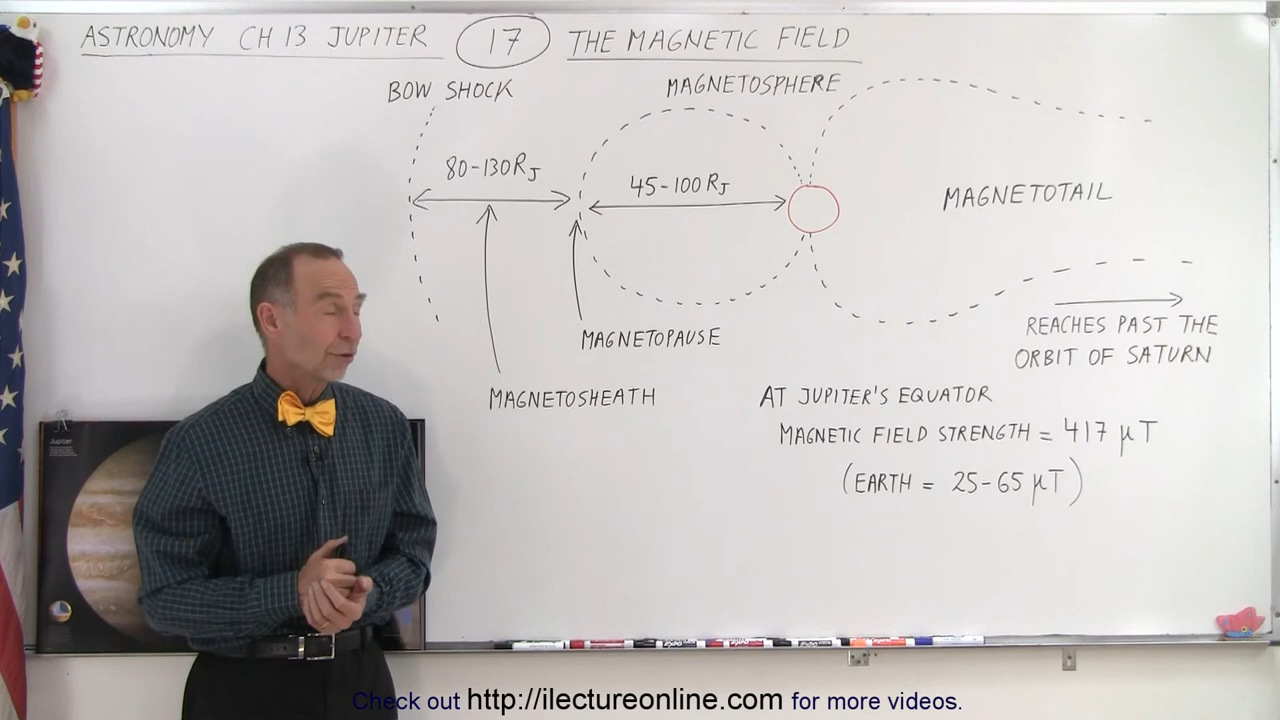 ASTRONOMY CH 13 JUPITER 17 THE MAGNETIC FIELD
BOW SHOCK
MAGNETOSPHERE
80-130 RJ
45-100 RJ
MAGNETOTAIL
MAGNETOPAUSE
REACHES PAST THE
ORBIT OF SATURN
MAGNETOSHEATH
AT JUPITER'S EQUATOR
MAGNETIC FIELD STRENGTH = 417 μT
(EARTH = 25-65 μT)
Jupiter
Check out http://ilectureonline.com for more videos.